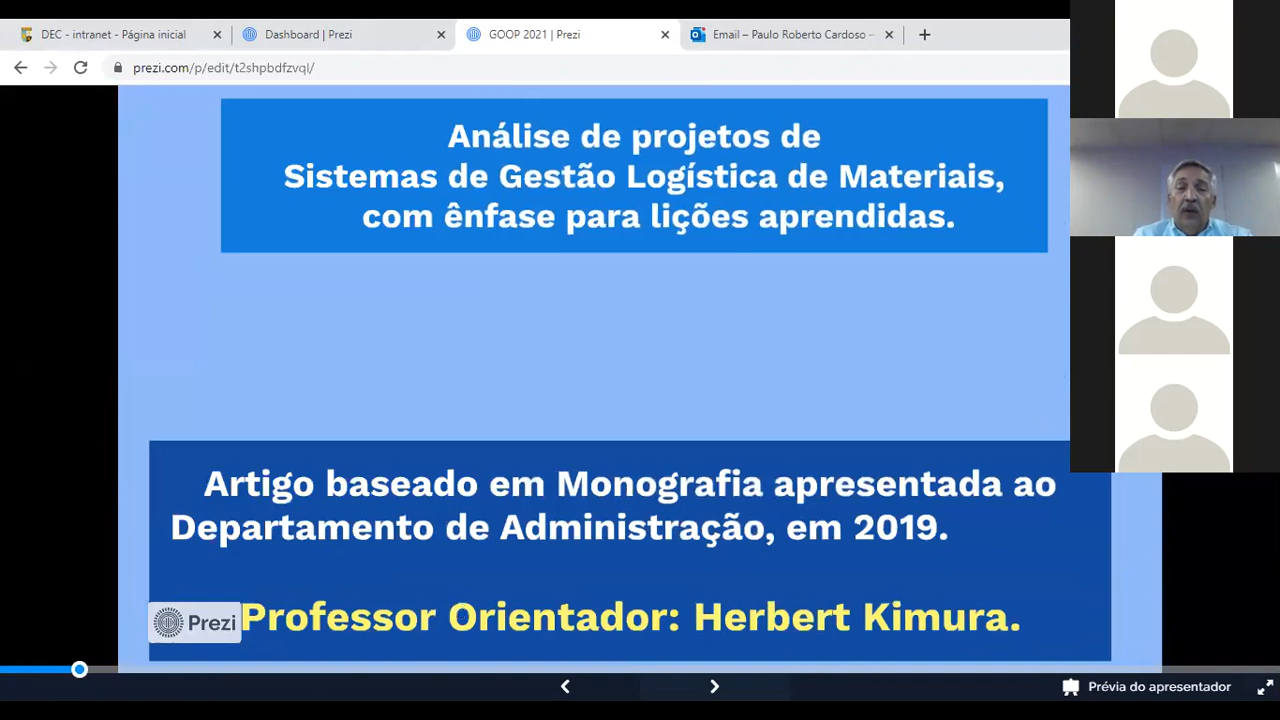 DEC - intranet - Página inicial
Dashboard | Prezi
GOOP 2021 | Prezi
Email – Paulo Roberto Cardoso –
prezi.com/p/edit/t2shpbdfzvql/
Análise de projetos de
Sistemas de Gestão Logística de Materiais,
com ênfase para lições aprendidas.
Artigo baseado em Monografia apresentada ao
Departamento de Administração, em 2019.
Professor Orientador: Herbert Kimura.
Prezi
Prévia do apresentador